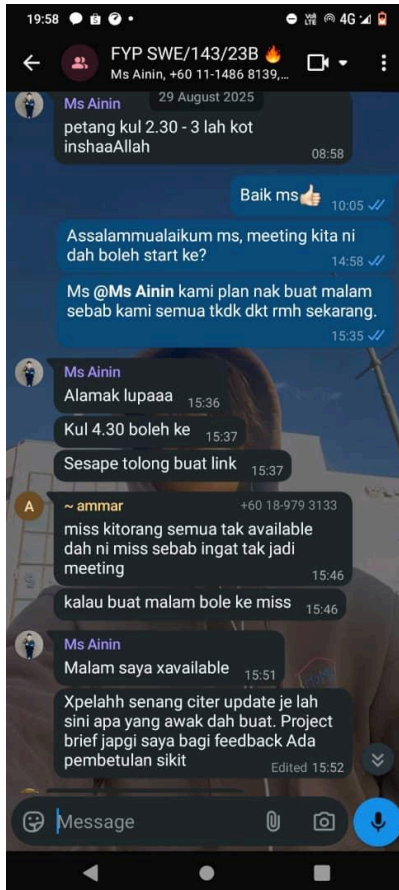 19:58
Vo)
LTE
4G
FYP SWE/143/23B 🔥
Ms Ainin, +60 11-1486 8139,...
29 August 2025
Ms Ainin
petang kul 2.30 - 3 lah kot
inshaaAllah
08:58
Baik ms👍🏻
10:05
Assalammualaikum ms, meeting kita ni
dah boleh start ke?
14:58
Ms @Ms Ainin kami plan nak buat malam
sebab kami semua tkdk dkt rmh sekarang.
15:35
Ms Ainin
Alamak lupaaa 15:36
Kul 4.30 boleh ke 15:37
Sesape tolong buat link 15:37
A
~ ammar +60 18-979 3133
miss kitorang semua tak available
dah ni miss sebab ingat tak jadi
meeting
15:46
kalau buat malam bole ke miss 15:46
Ms Ainin
Malam saya xavailable 15:51
Xpelahh senang citer update je lah
sini apa yang awak dah buat. Project
brief japgi saya bagi feedback Ada
pembetulan sikit
Edited 15:52
Message